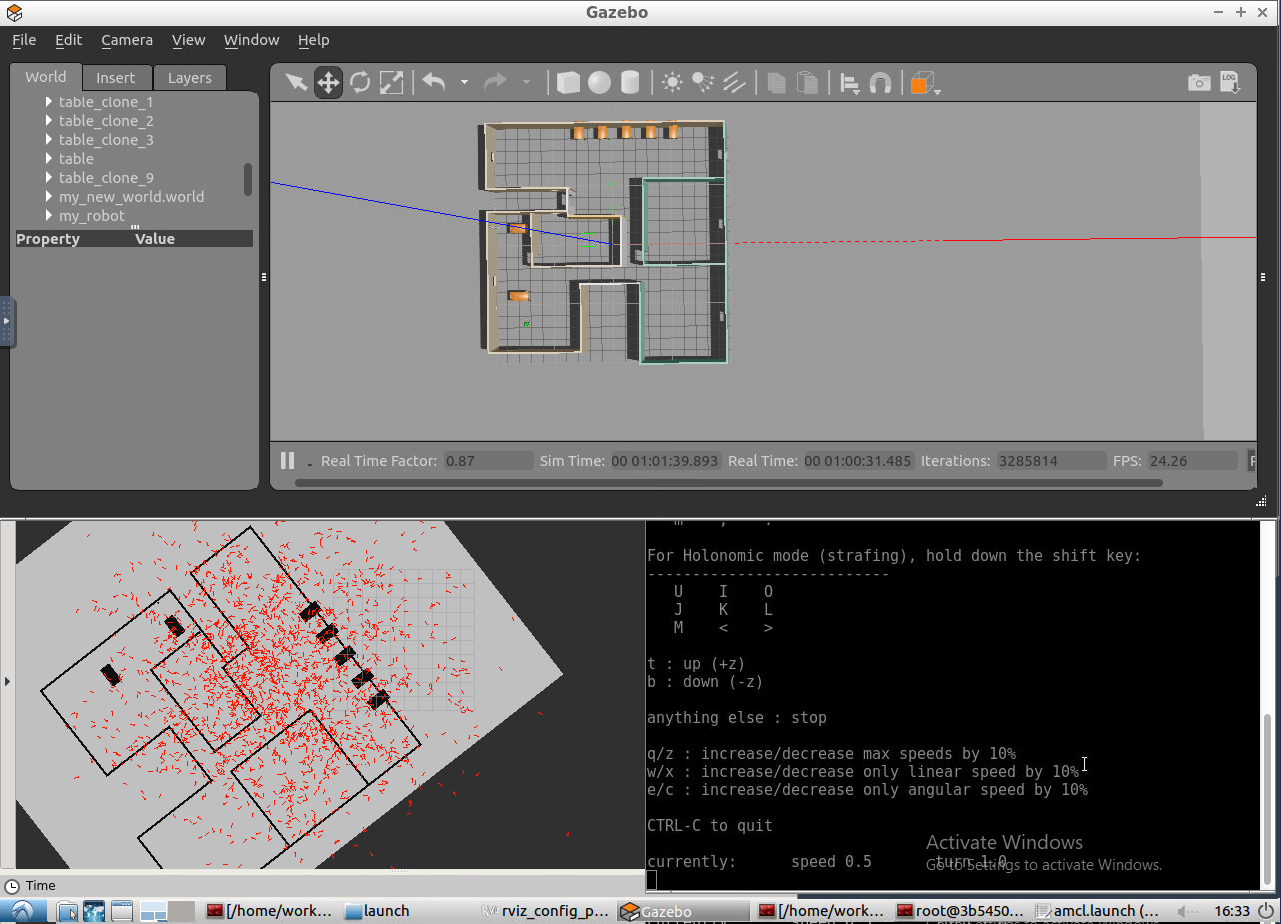 Gazebo
File Edit Camera View Window Help
World Insert Layers
table_clone_1
table_clone_2
table_clone_3
table
table_clone_9
my_new_world.world
my_robot
Property Value
LOG
Real Time Factor: 0.87 Sim Time: 00 01:01:39.893 Real Time: 00 01:00:31.485 Iterations: 3285814 FPS: 24.26
For Holonomic mode (strafing), hold down the shift key:
---------------------------
U I O
J K L
M < >
t : up (+z)
b : down (-z)
anything else : stop
q/z : increase/decrease max speeds by 10%
w/x : increase/decrease only linear speed by 10%
e/c : increase/decrease only angular speed by 10%
CTRL-C to quit
currently: speed 0.5 turn 1.0
Activate Windows
Go to Settings to activate Windows.
Time
[/home/work... launch rviz_config_p... Gazebo [/home/work... root@3b5450... amcl.launch (... 16:33